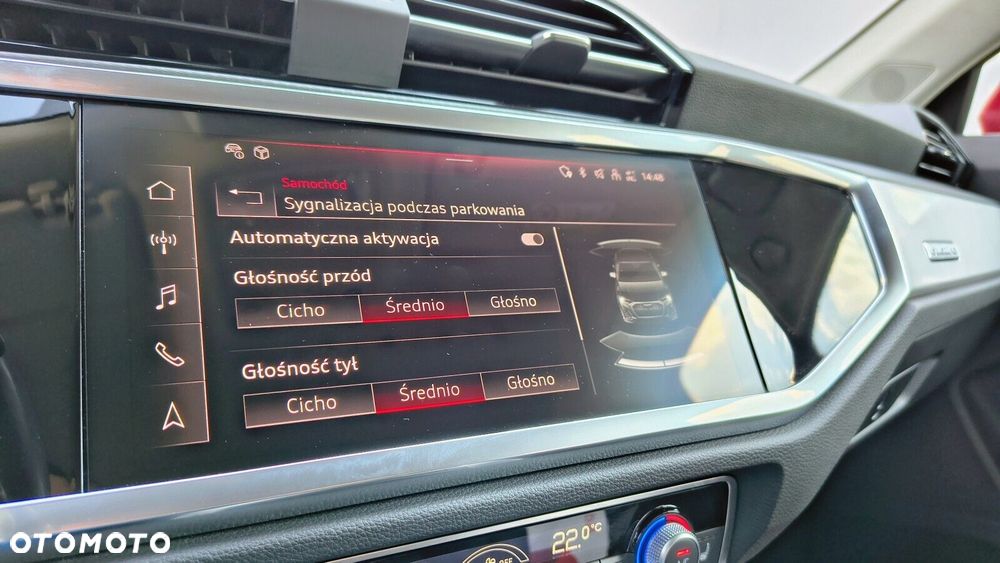 14:48
Samochód
Sygnalizacja podczas parkowania
Automatyczna aktywacja
Głośność przód
Cicho Średnio Głośno
Głośność tył
Cicho Średnio Głośno
22.0°C
OFF
OTOMOTO